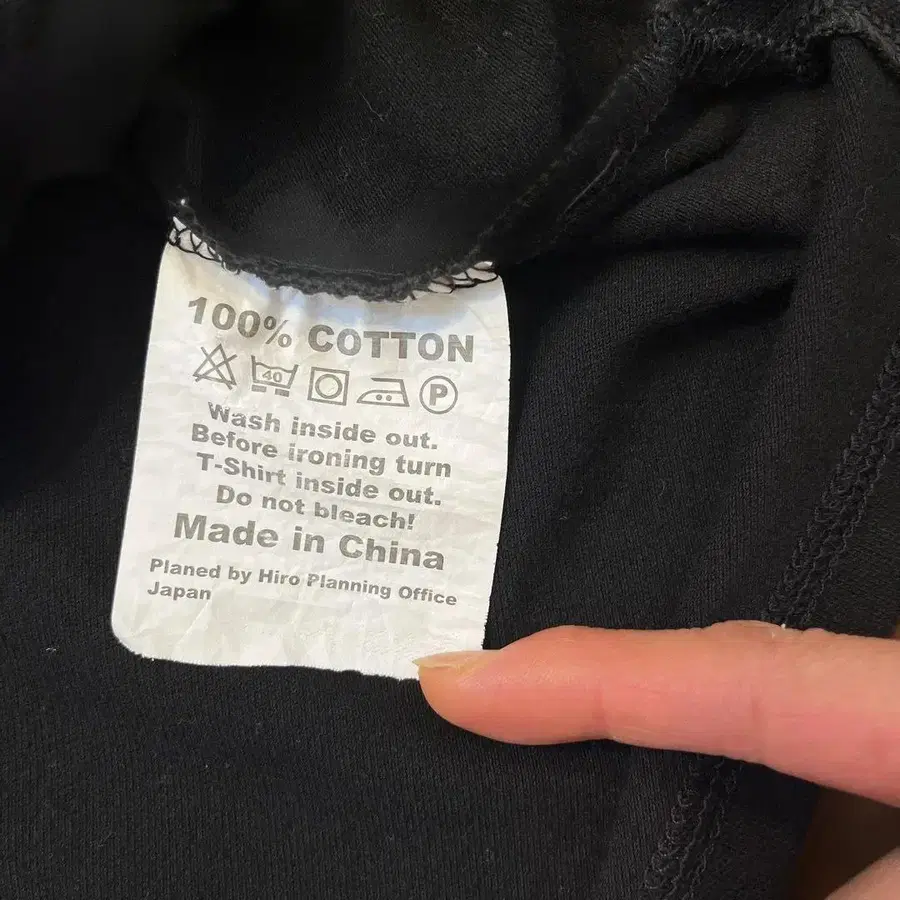 100% COTTON
40 P
Wash inside out.
Before ironing turn
T-Shirt inside out.
Do not bleach!
Made in China
Planed by Hiro Planning Office
Japan